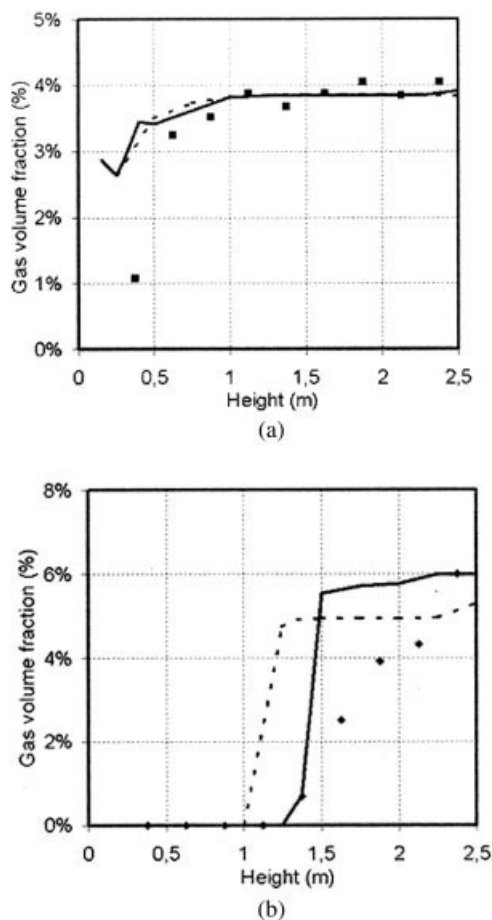 5%
4%
3%
2%
1%
0%
Gas volume fraction (%)
0 0,5 1 1,5 2 2,5
Height (m)
(a)
8%
6%
4%
2%
0%
Gas volume fraction (%)
0 0,5 1 1,5 2 2,5
Height (m)
(b)